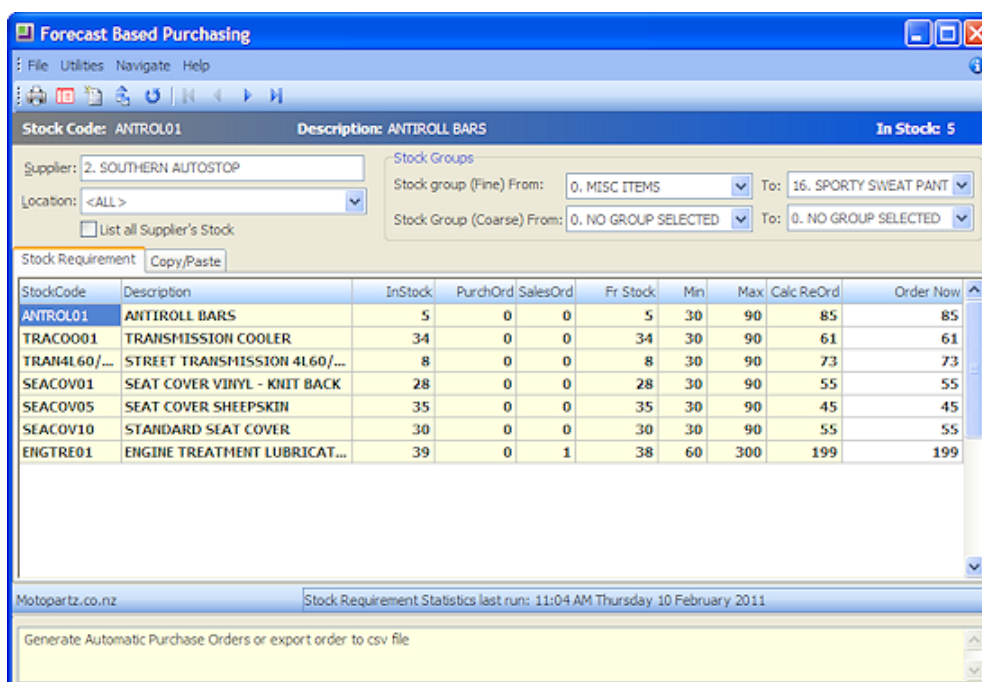 Forecast Based Purchasing
File Utilities Navigate Help
Stock Code: ANTROL01 Description: ANTIROLL BARS In Stock: 5
Supplier: 2. SOUTHERN AUTOSTOP
Location: <ALL>
List all Supplier's Stock
Stock Groups
Stock group (Fine) From: 0. MISC ITEMS To: 16. SPORTY SWEAT PANT
Stock Group (Coarse) From: 0. NO GROUP SELECTED To: 0. NO GROUP SELECTED
Stock Requirement Copy/Paste
StockCode Description InStock PurchOrd SalesOrd Fr Stock Min Max Calc ReOrd Order Now
ANTROL01 ANTIROLL BARS 5 0 0 5 30 90 85 85
TRACOO01 TRANSMISSION COOLER 34 0 0 34 30 90 61 61
TRAN4L60/... STREET TRANSMISSION 4L60/... 8 0 0 8 30 90 73 73
SEACOV01 SEAT COVER VINYL - KNIT BACK 28 0 0 28 30 90 55 55
SEACOV05 SEAT COVER SHEEPSKIN 35 0 0 35 30 90 45 45
SEACOV10 STANDARD SEAT COVER 30 0 0 30 30 90 55 55
ENGTRE01 ENGINE TREATMENT LUBRICAT... 39 0 1 38 60 300 199 199
Motopartz.co.nz Stock Requirement Statistics last run: 11:04 AM Thursday 10 February 2011
Generate Automatic Purchase Orders or export order to csv file